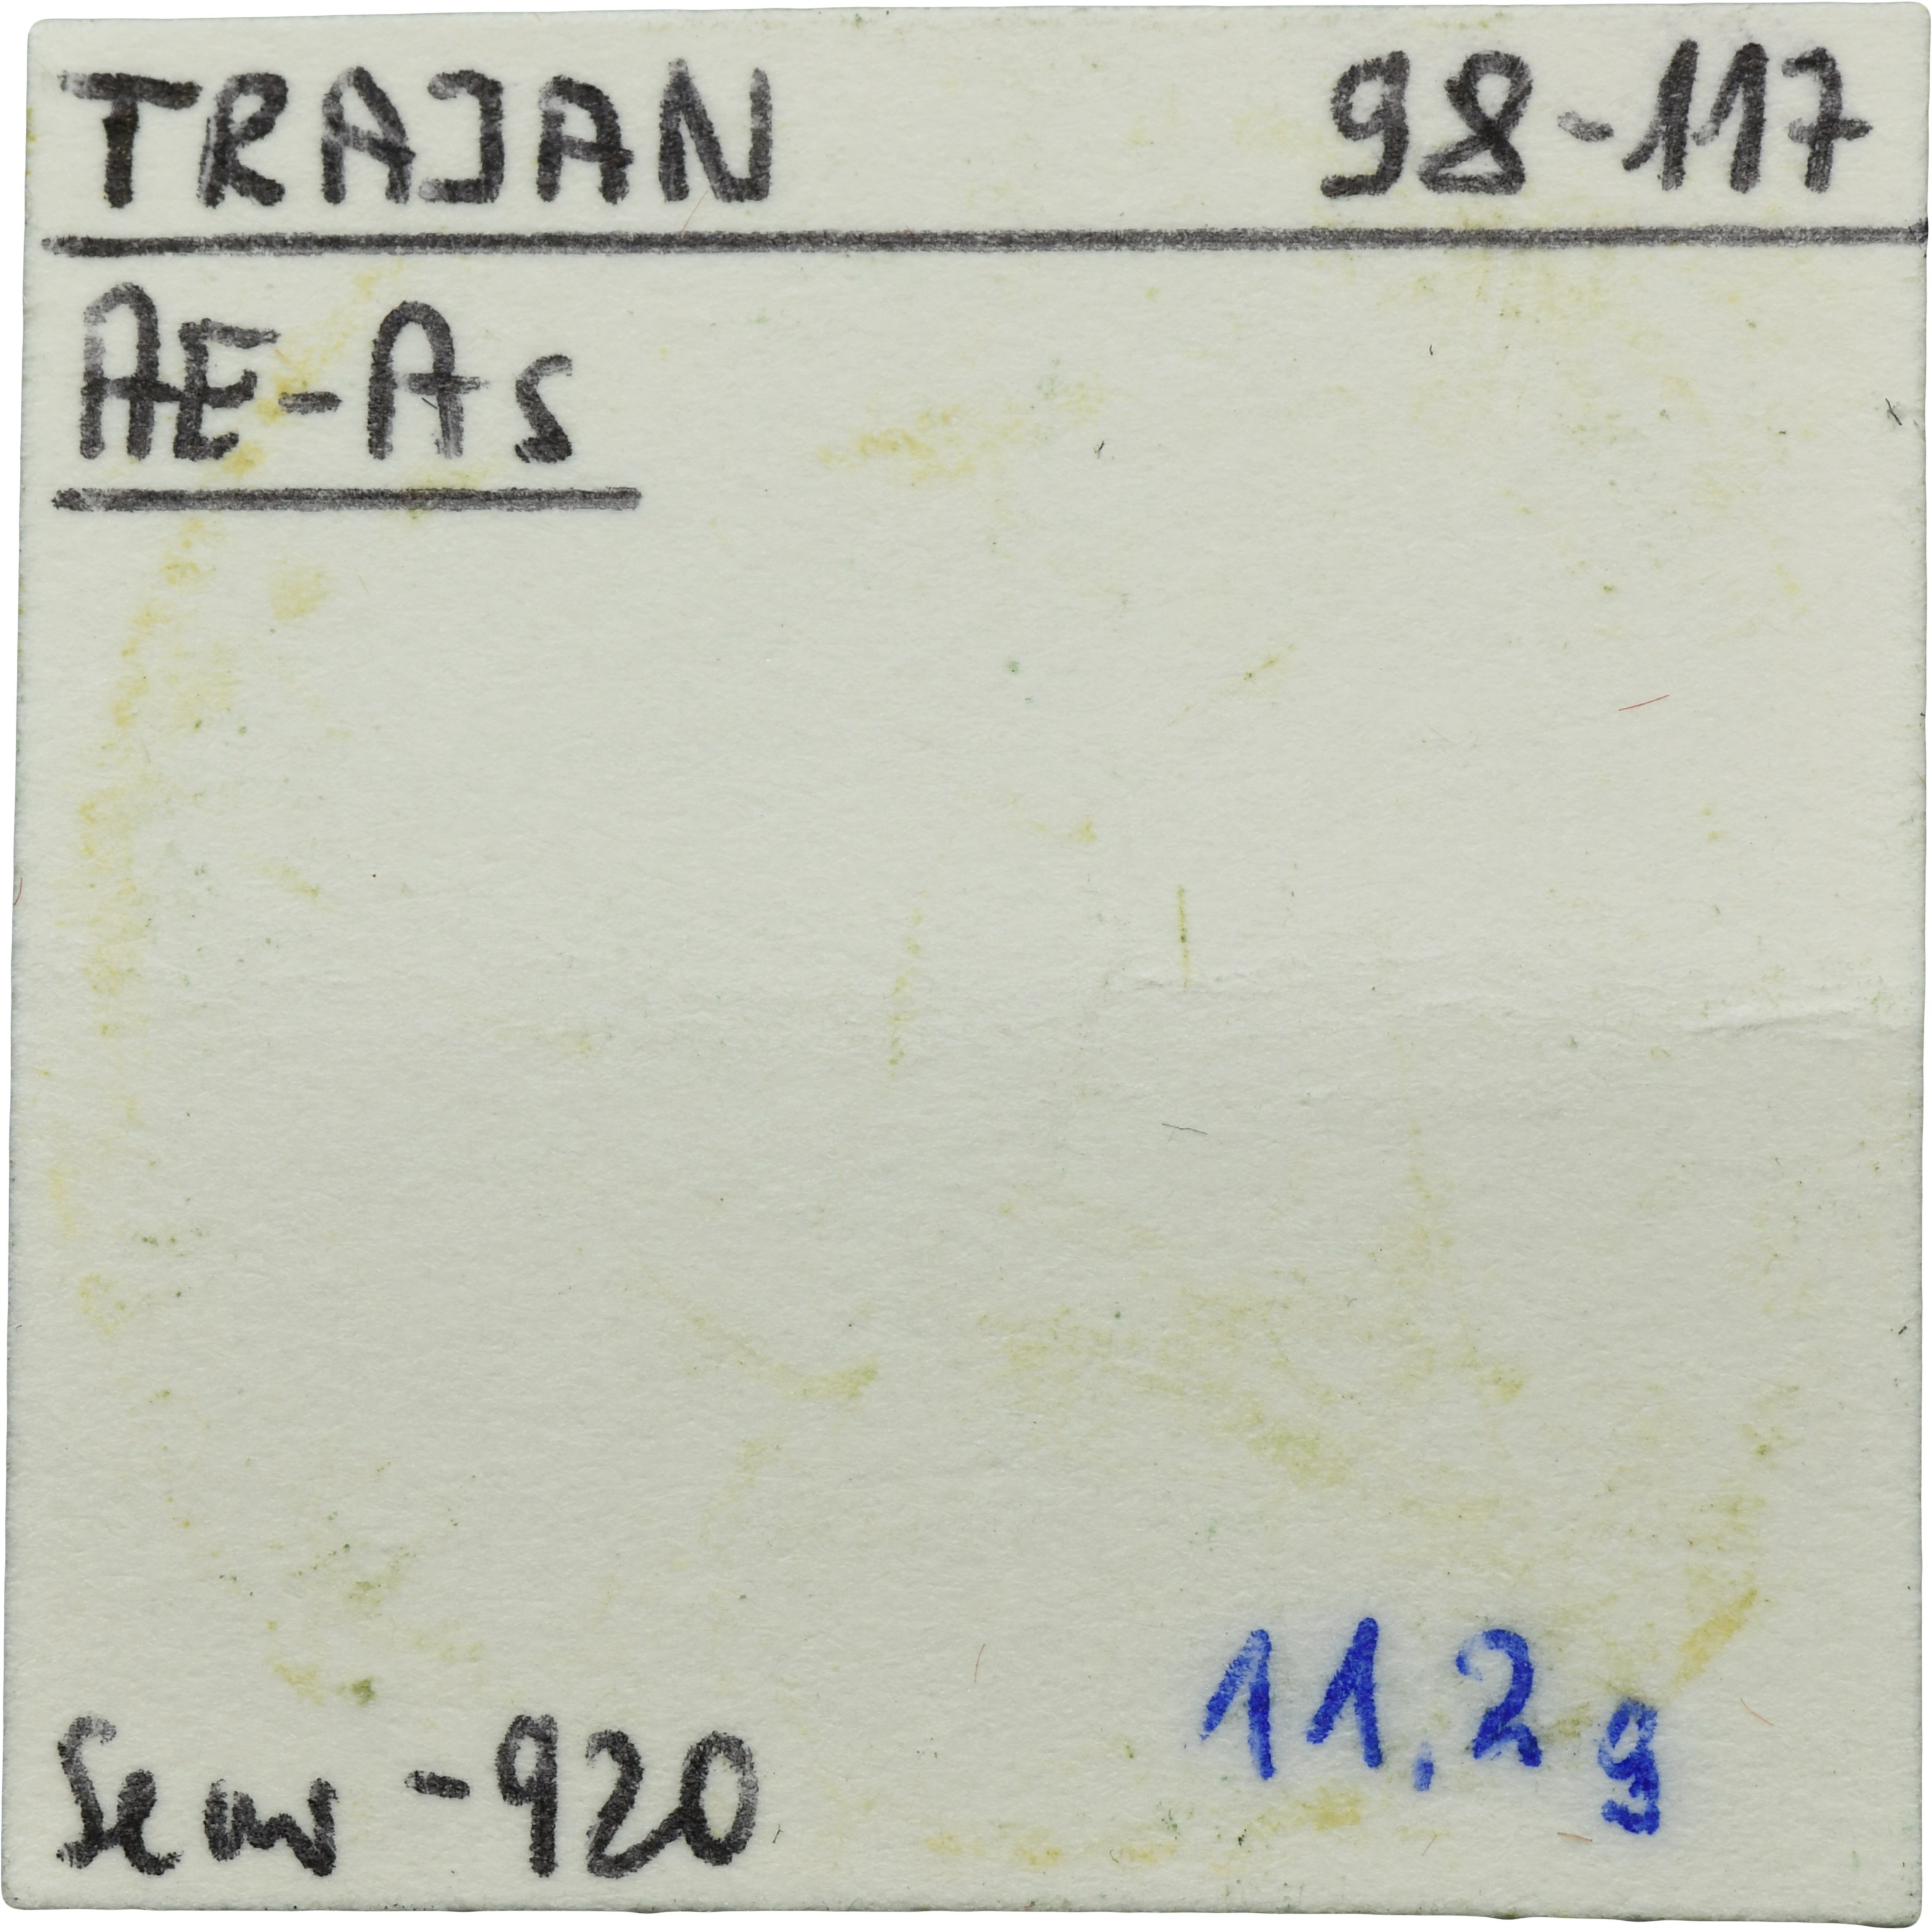 TRAJAN 98-117
AE-As
Sear -920
11,2 g